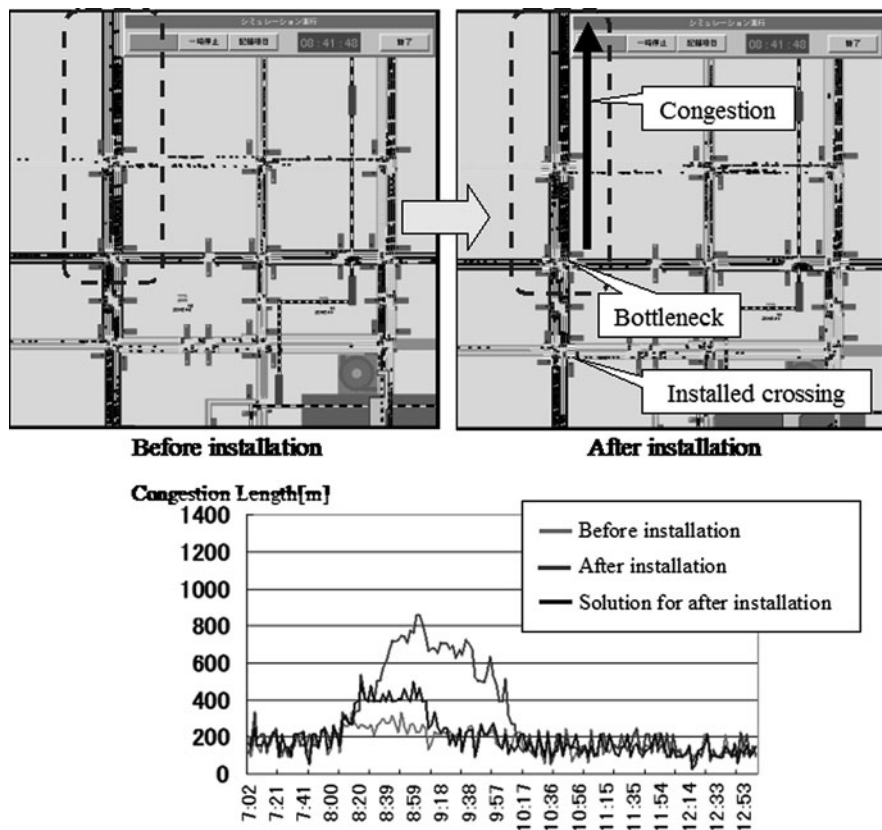 シミュレーション実行
一時停止 記録項目 08:41:48 終了
シミュレーション実行
一時停止 記録項目 08:41:48 終了
Congestion
Bottleneck
Installed crossing
Before installation
After installation
Congestion Length[m]
1400
1200
1000
800
600
400
200
0
Before installation
After installation
Solution for after installation
7:02 7:21 7:41 8:00 8:20 8:39 8:59 9:18 9:38 9:57 10:17 10:36 10:56 11:15 11:35 11:54 12:14 12:33 12:53